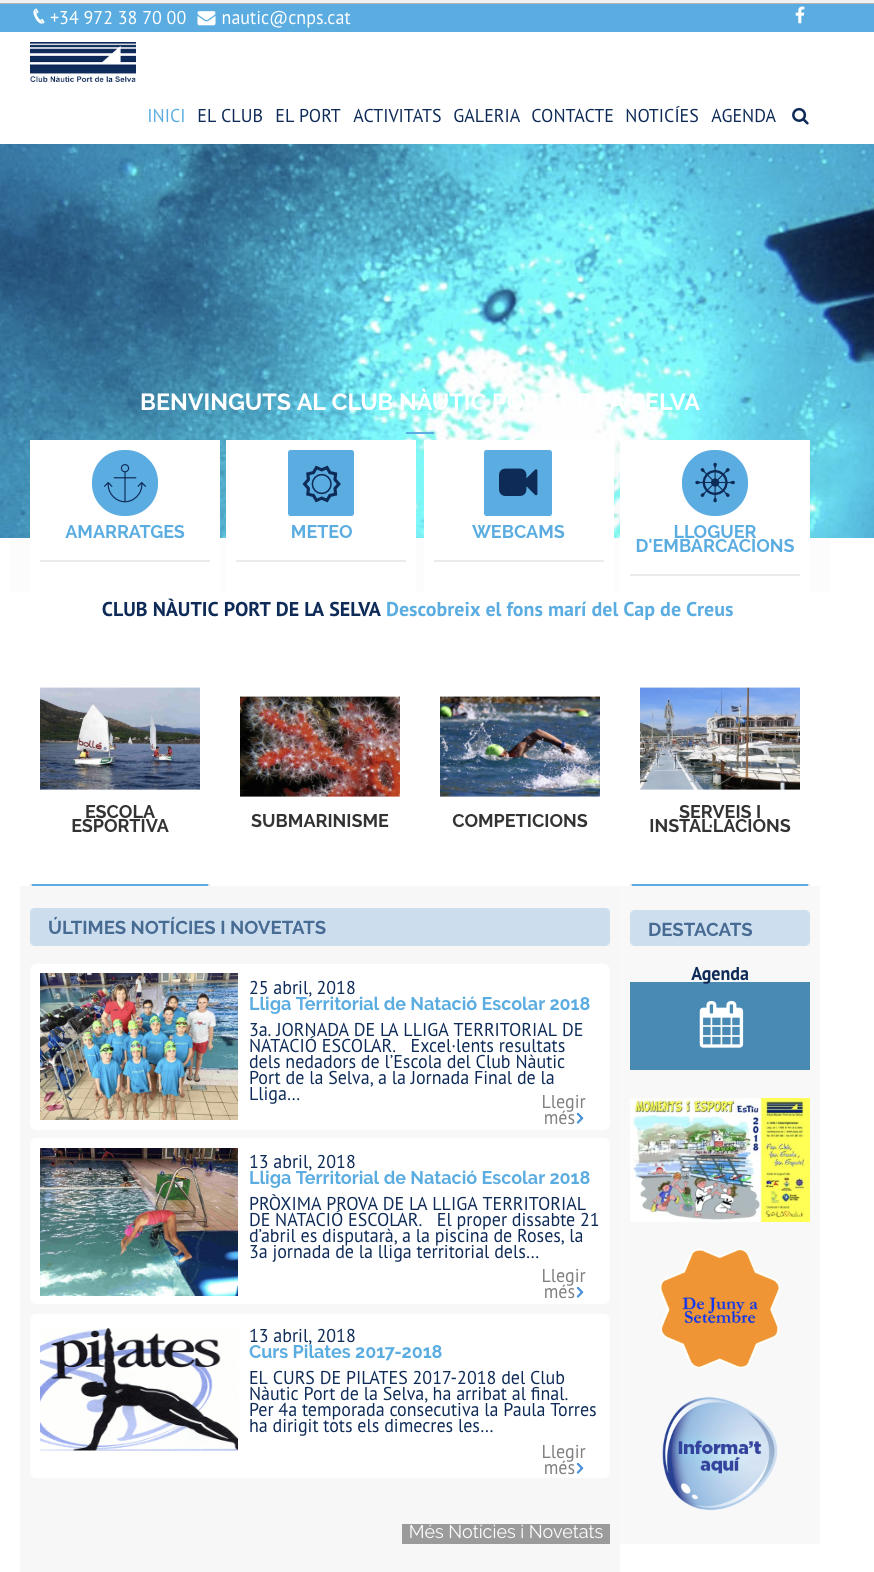 +34 972 38 70 00 nautic@cnps.cat
Club Nàutic Port de la Selva
INICI EL CLUB EL PORT ACTIVITATS GALERIA CONTACTE NOTICÍES AGENDA
BENVINGUTS AL CLUB NÀUTIC PORT DE LA SELVA
AMARRATGES
METEO
WEBCAMS
LLOGUER
D'EMBARCACIONS
CLUB NÀUTIC PORT DE LA SELVA Descobreix el fons marí del Cap de Creus
bollé
ESCOLA
ESPORTIVA
SUBMARINISME
COMPETICIONS
SERVEIS I
INSTAL·LACIONS
ÚLTIMES NOTÍCIES I NOVETATS
25 abril, 2018
Lliga Territorial de Natació Escolar 2018
3a. JORNADA DE LA LLIGA TERRITORIAL DE
NATACIÓ ESCOLAR. Excel·lents resultats
dels nedadors de l'Escola del Club Nàutic
Port de la Selva, a la Jornada Final de la
Lliga...
Llegir
més
13 abril, 2018
Lliga Territorial de Natació Escolar 2018
PRÒXIMA PROVA DE LA LLIGA TERRITORIAL
DE NATACIÓ ESCOLAR. El proper dissabte 21
d'abril es disputarà, a la piscina de Roses, la
3a jornada de la lliga territorial dels...
Llegir
més
pilates
13 abril, 2018
Curs Pilates 2017-2018
EL CURS DE PILATES 2017-2018 del Club
Nàutic Port de la Selva, ha arribat al final.
Per 4a temporada consecutiva la Paula Torres
ha dirigit tots els dimecres les...
Llegir
més
Més Notícies i Novetats
DESTACATS
Agenda
MOMENTS I ESPORT ESTIU
2018
De Juny a
Setembre
Informa't
aquí